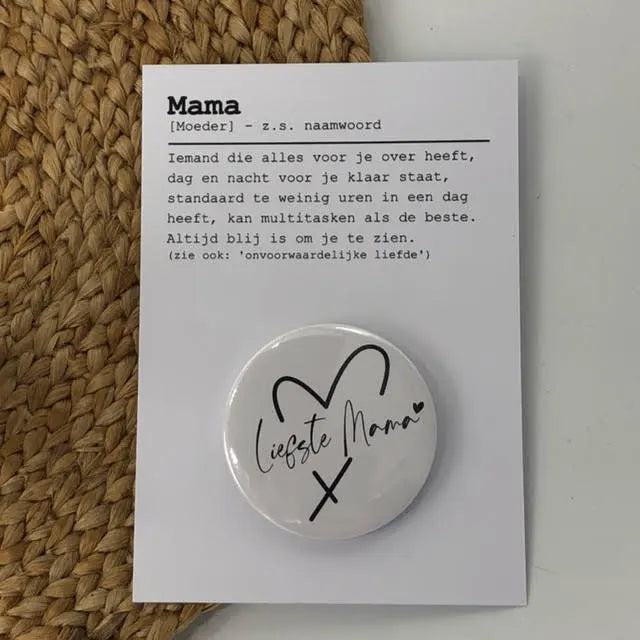 Mama
[Moeder] - z.s. naamwoord
Iemand die alles voor je over heeft,
dag en nacht voor je klaar staat,
standaard te weinig uren in een dag
heeft, kan multitasken als de beste.
Altijd blij is om je te zien.
(zie ook: 'onvoorwaardelijke liefde')
Liefste Mama